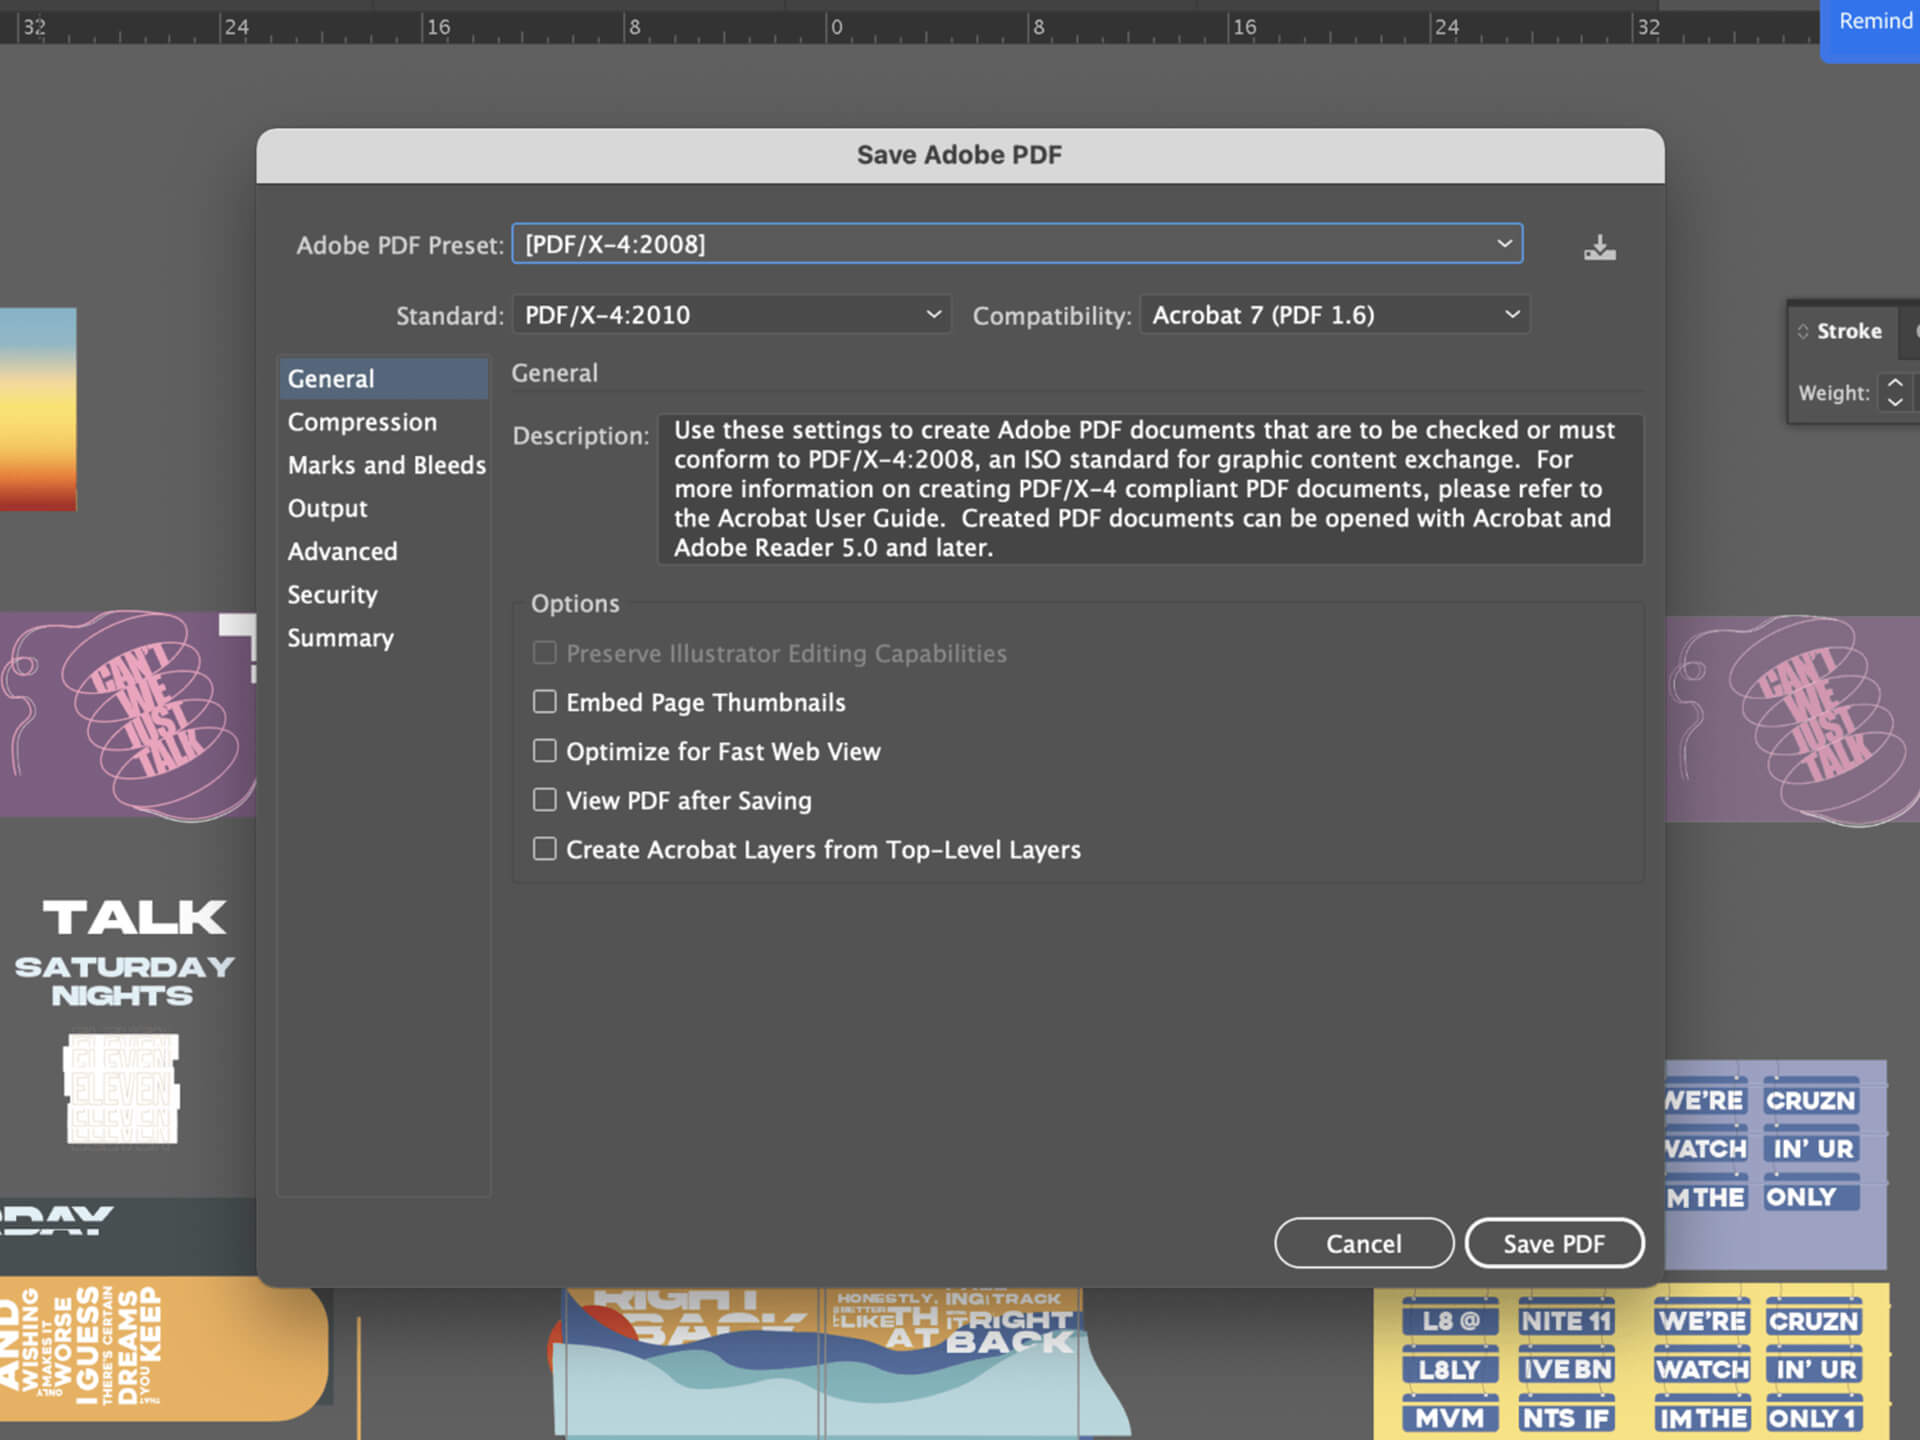 32 24 16 8 0 8 16 24 32
Remind
Save Adobe PDF
Adobe PDF Preset: [PDF/X-4:2008]
Standard: PDF/X-4:2010 Compatibility: Acrobat 7 (PDF 1.6)
General
Compression
Marks and Bleeds
Output
Advanced
Security
Summary
General
Description: Use these settings to create Adobe PDF documents that are to be checked or must
conform to PDF/X-4:2008, an ISO standard for graphic content exchange. For
more information on creating PDF/X-4 compliant PDF documents, please refer to
the Acrobat User Guide. Created PDF documents can be opened with Acrobat and
Adobe Reader 5.0 and later.
Options
Preserve Illustrator Editing Capabilities
Embed Page Thumbnails
Optimize for Fast Web View
View PDF after Saving
Create Acrobat Layers from Top-Level Layers
Cancel Save PDF
Stroke
Weight:
CAN'T
WE
JUST
TALK
CAN'T
WE
JUST
TALK
TALK
SATURDAY
NIGHTS
ELEVEN
ELEVEN
ELEVEN
RDAY
AND
WISHING
MAKES IT
ONLY
WORSE
I GUESS
THERE'S CERTAIN
DREAMS
THAT YOU
KEEP
RIGHT
BACK
HONESTLY.
BETTER
LIKE
TH
AT
ING TRACK
IT RIGHT
BACK
WE'RE CRUZN
WATCH IN' UR
IM THE ONLY
L8 @ NITE 11 WE'RE CRUZN
L8LY IVE BN WATCH IN' UR
MVM NTS IF IM THE ONLY 1